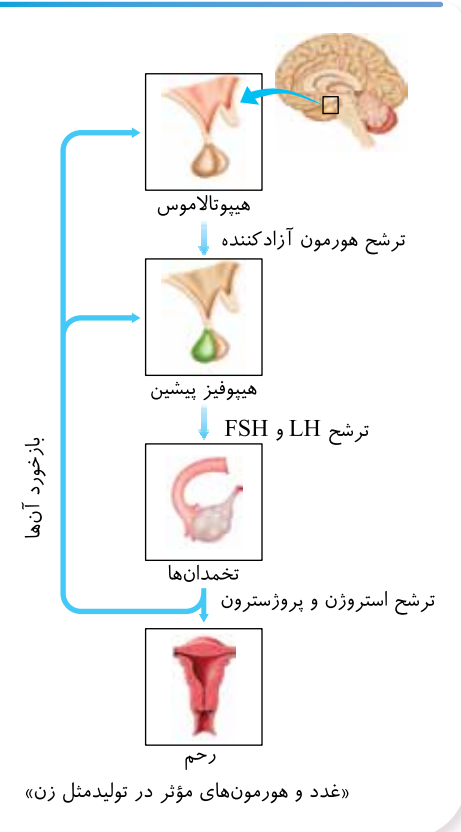 هیپوتالاموس
ترشح هورمون آزادکننده
هیپوفیز پیشین
ترشح LH و FSH
تخمدان‌ها
ترشح استروژن و پروژسترون
بازخورد آن‌ها
رحم
«غدد و هورمون‌های مؤثر در تولیدمثل زن»